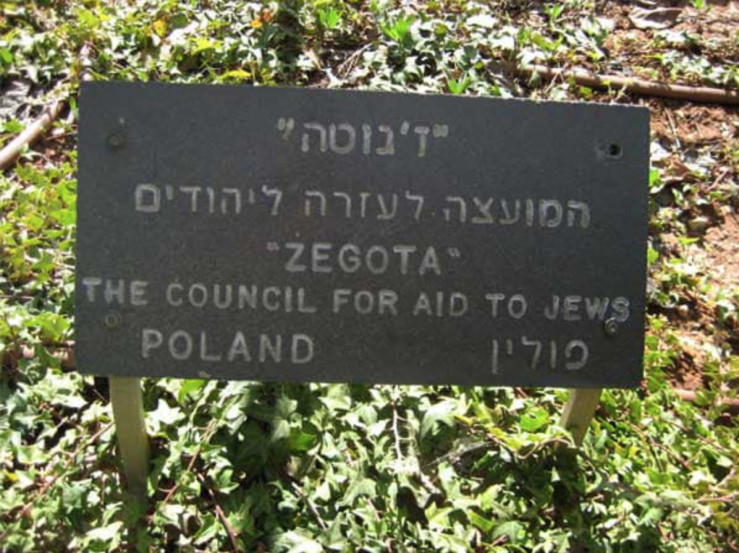 "ז'גוטה"
המועצה לעזרה ליהודים
"ZEGOTA"
THE COUNCIL FOR AID TO JEWS
POLAND פולין